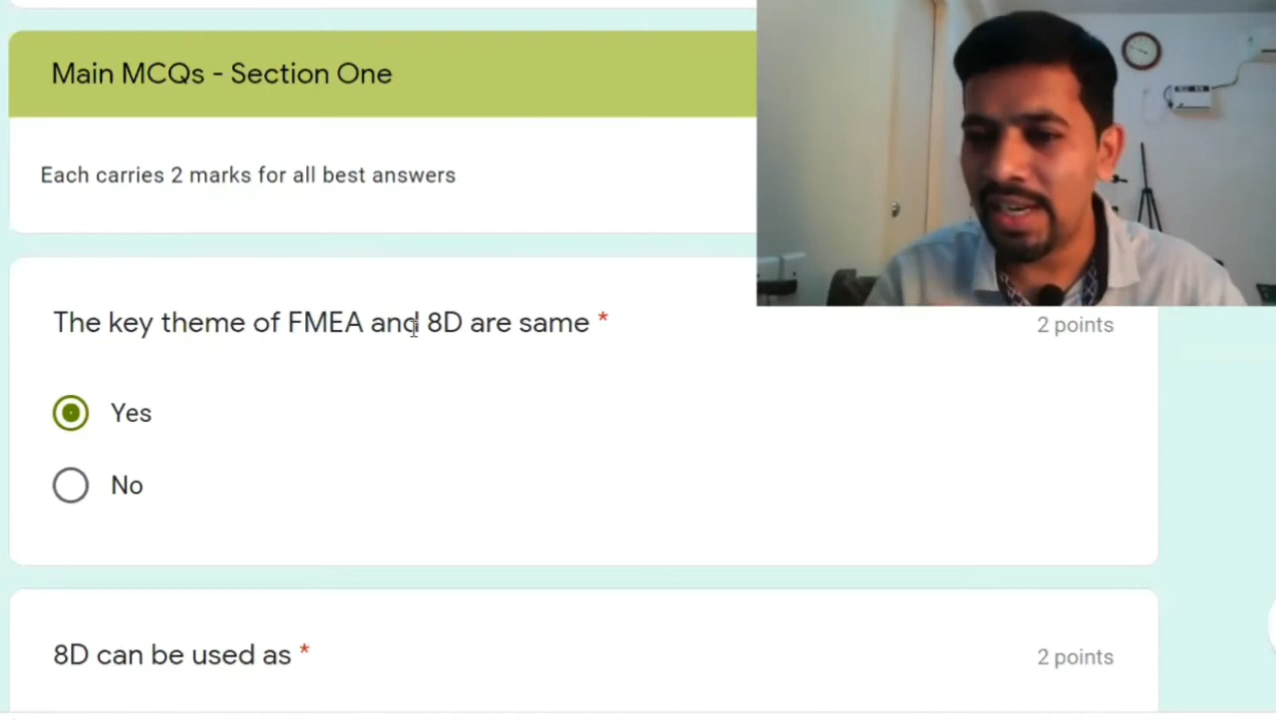 Main MCQs - Section One
Each carries 2 marks for all best answers
The key theme of FMEA and 8D are same *
2 points
Yes
No
8D can be used as *
2 points